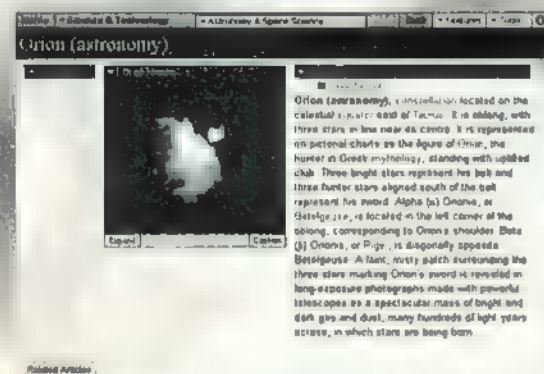 Science & Technology Astronomy & Space Science
Orion (astronomy)
Expand Caption
Orion (astronomy), constellation located on the
celestial equator east of Taurus. It is oblong, with
three stars in line near its centre. It is represented
on pictorial charts as the figure of Orion, the
hunter in Greek mythology, standing with uplifted
club. Three bright stars represent his belt and
three fainter stars aligned south of the belt
represent his sword. Alpha (α) Orionis, or
Betelgeuse, is located in the left corner of the
oblong, corresponding to Orion's shoulder. Beta
(β) Orionis, or Rigel, is diagonally opposite
Betelgeuse. A faint, misty patch surrounding the
three stars marking Orion's sword is revealed in
long-exposure photographs made with powerful
telescopes as a spectacular mass of bright and
dark gas and dust, many hundreds of light years
across, in which stars are being born.
Related Articles